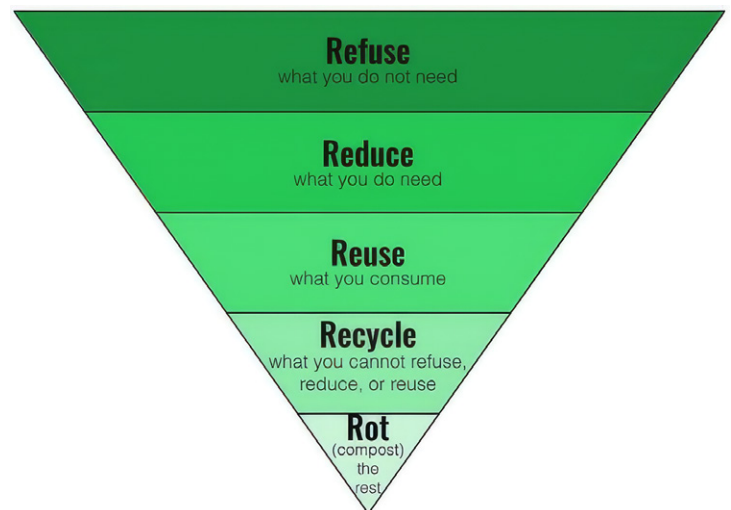 Refuse
what you do not need
Reduce
what you do need
Reuse
what you consume
Recycle
what you cannot refuse,
reduce, or reuse
Rot
(compost)
the
rest